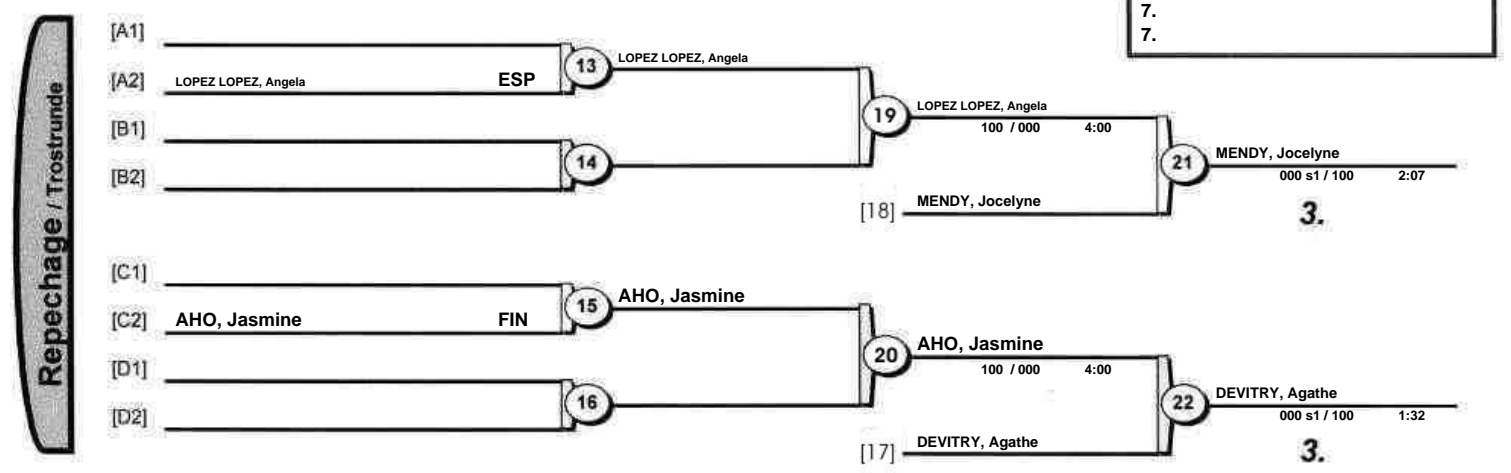 7.
7.
Repechage / Trostrunde
[A1]
[A2] LOPEZ LOPEZ, Angela ESP
13
LOPEZ LOPEZ, Angela
[B1]
[B2]
14
19
LOPEZ LOPEZ, Angela
100 / 000 4:00
[18] MENDY, Jocelyne
21
MENDY, Jocelyne
000 s1 / 100 2:07
3.
[C1]
[C2] AHO, Jasmine FIN
15
AHO, Jasmine
[D1]
[D2]
16
20
AHO, Jasmine
100 / 000 4:00
[17] DEVITRY, Agathe
22
DEVITRY, Agathe
000 s1 / 100 1:32
3.